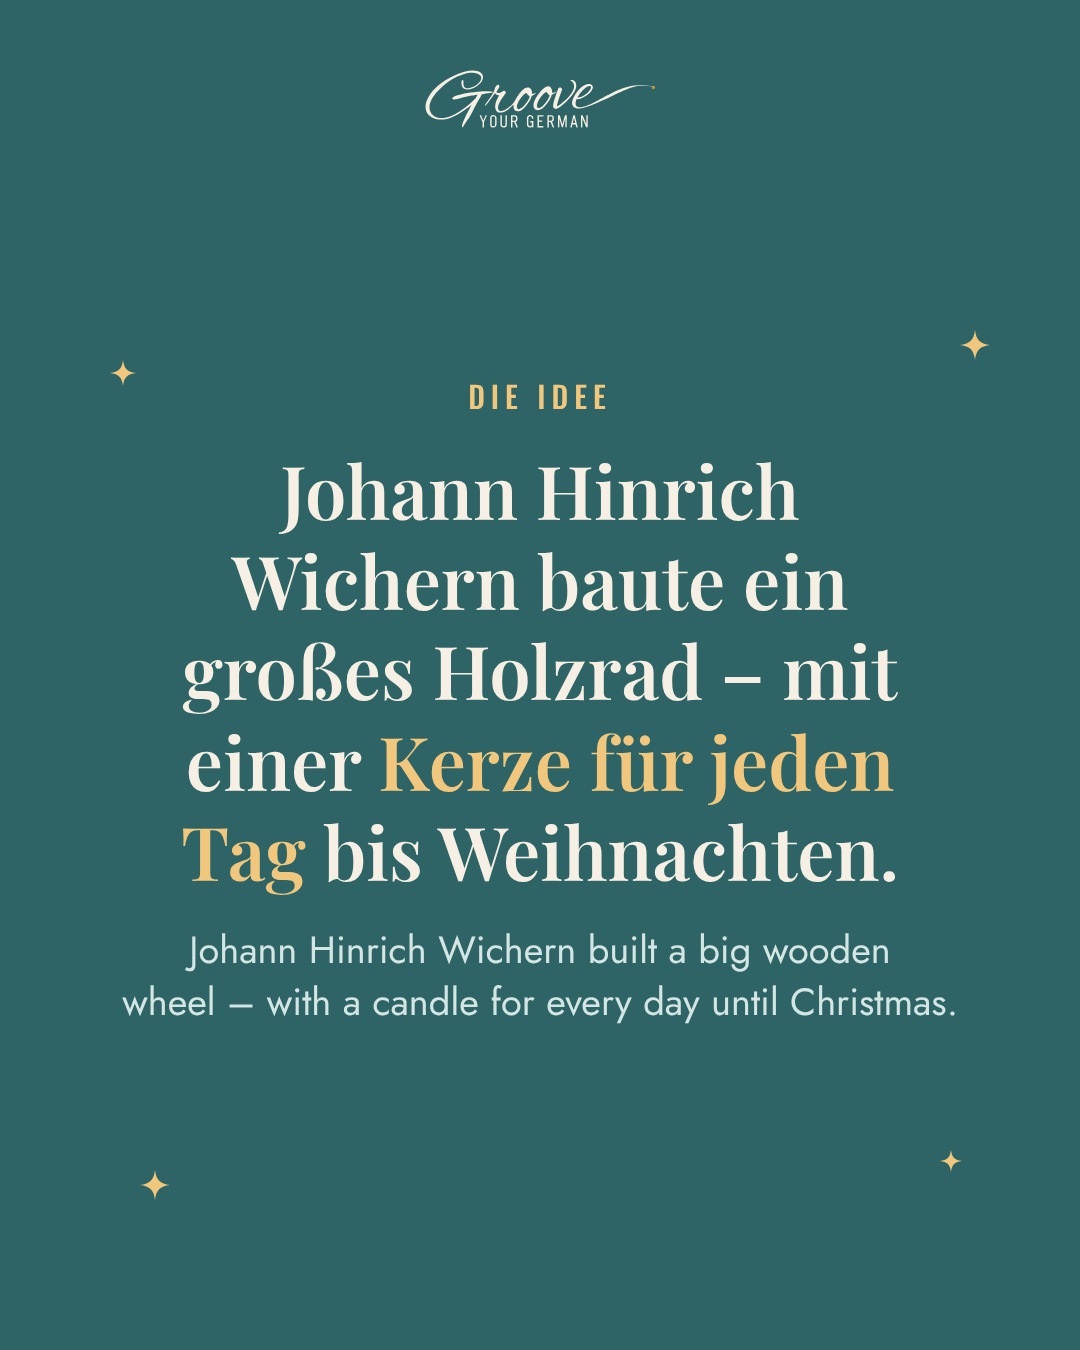 Groove
YOUR GERMAN
DIE IDEE
Johann Hinrich
Wichern baute ein
großes Holzrad – mit
einer Kerze für jeden
Tag bis Weihnachten.
Johann Hinrich Wichern built a big wooden
wheel – with a candle for every day until Christmas.